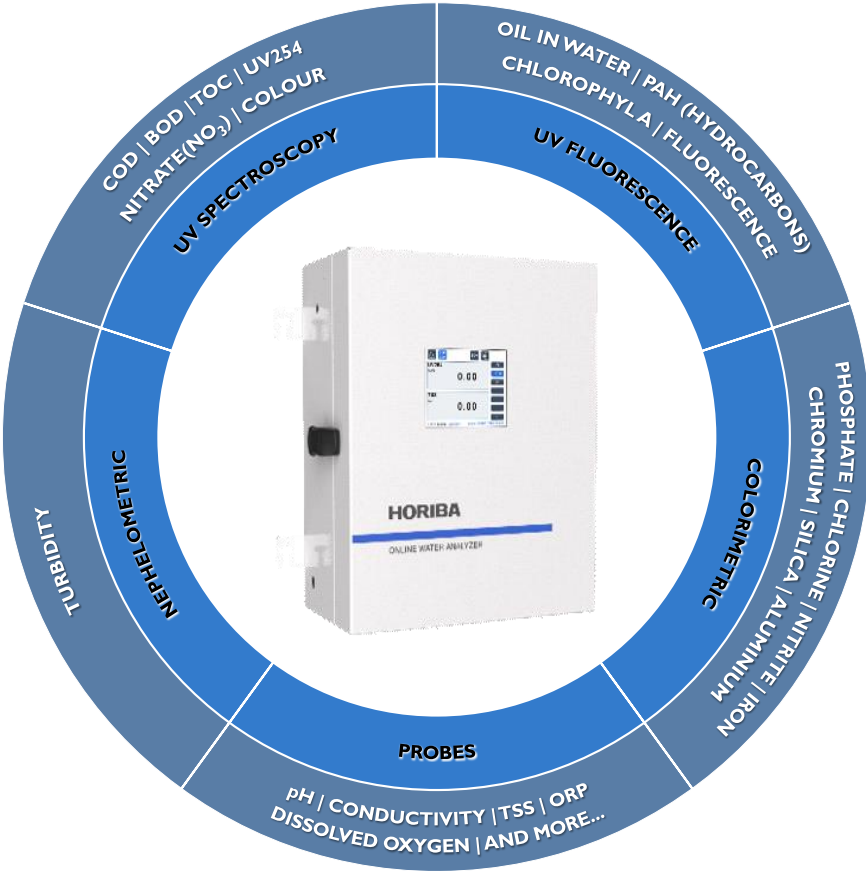 COD | BOD | TOC | UV254
NITRATE(NO3) | COLOUR
UV SPECTROSCOPY
OIL IN WATER | PAH (HYDROCARBONS)
CHLOROPHYL A | FLUORESCENCE
UV FLUORESCENCE
PHOSPHATE | CHLORINE | NITRITE | IRON
CHROMIUM | SILICA | ALUMINIUM
COLORIMETRIC
PROBES
pH | CONDUCTIVITY | TSS | ORP
DISSOLVED OXYGEN | AND MORE...
NEPHELOMETRIC
TURBIDITY
0.00
TSS
0.00
HORIBA
ONLINE WATER ANALYZER